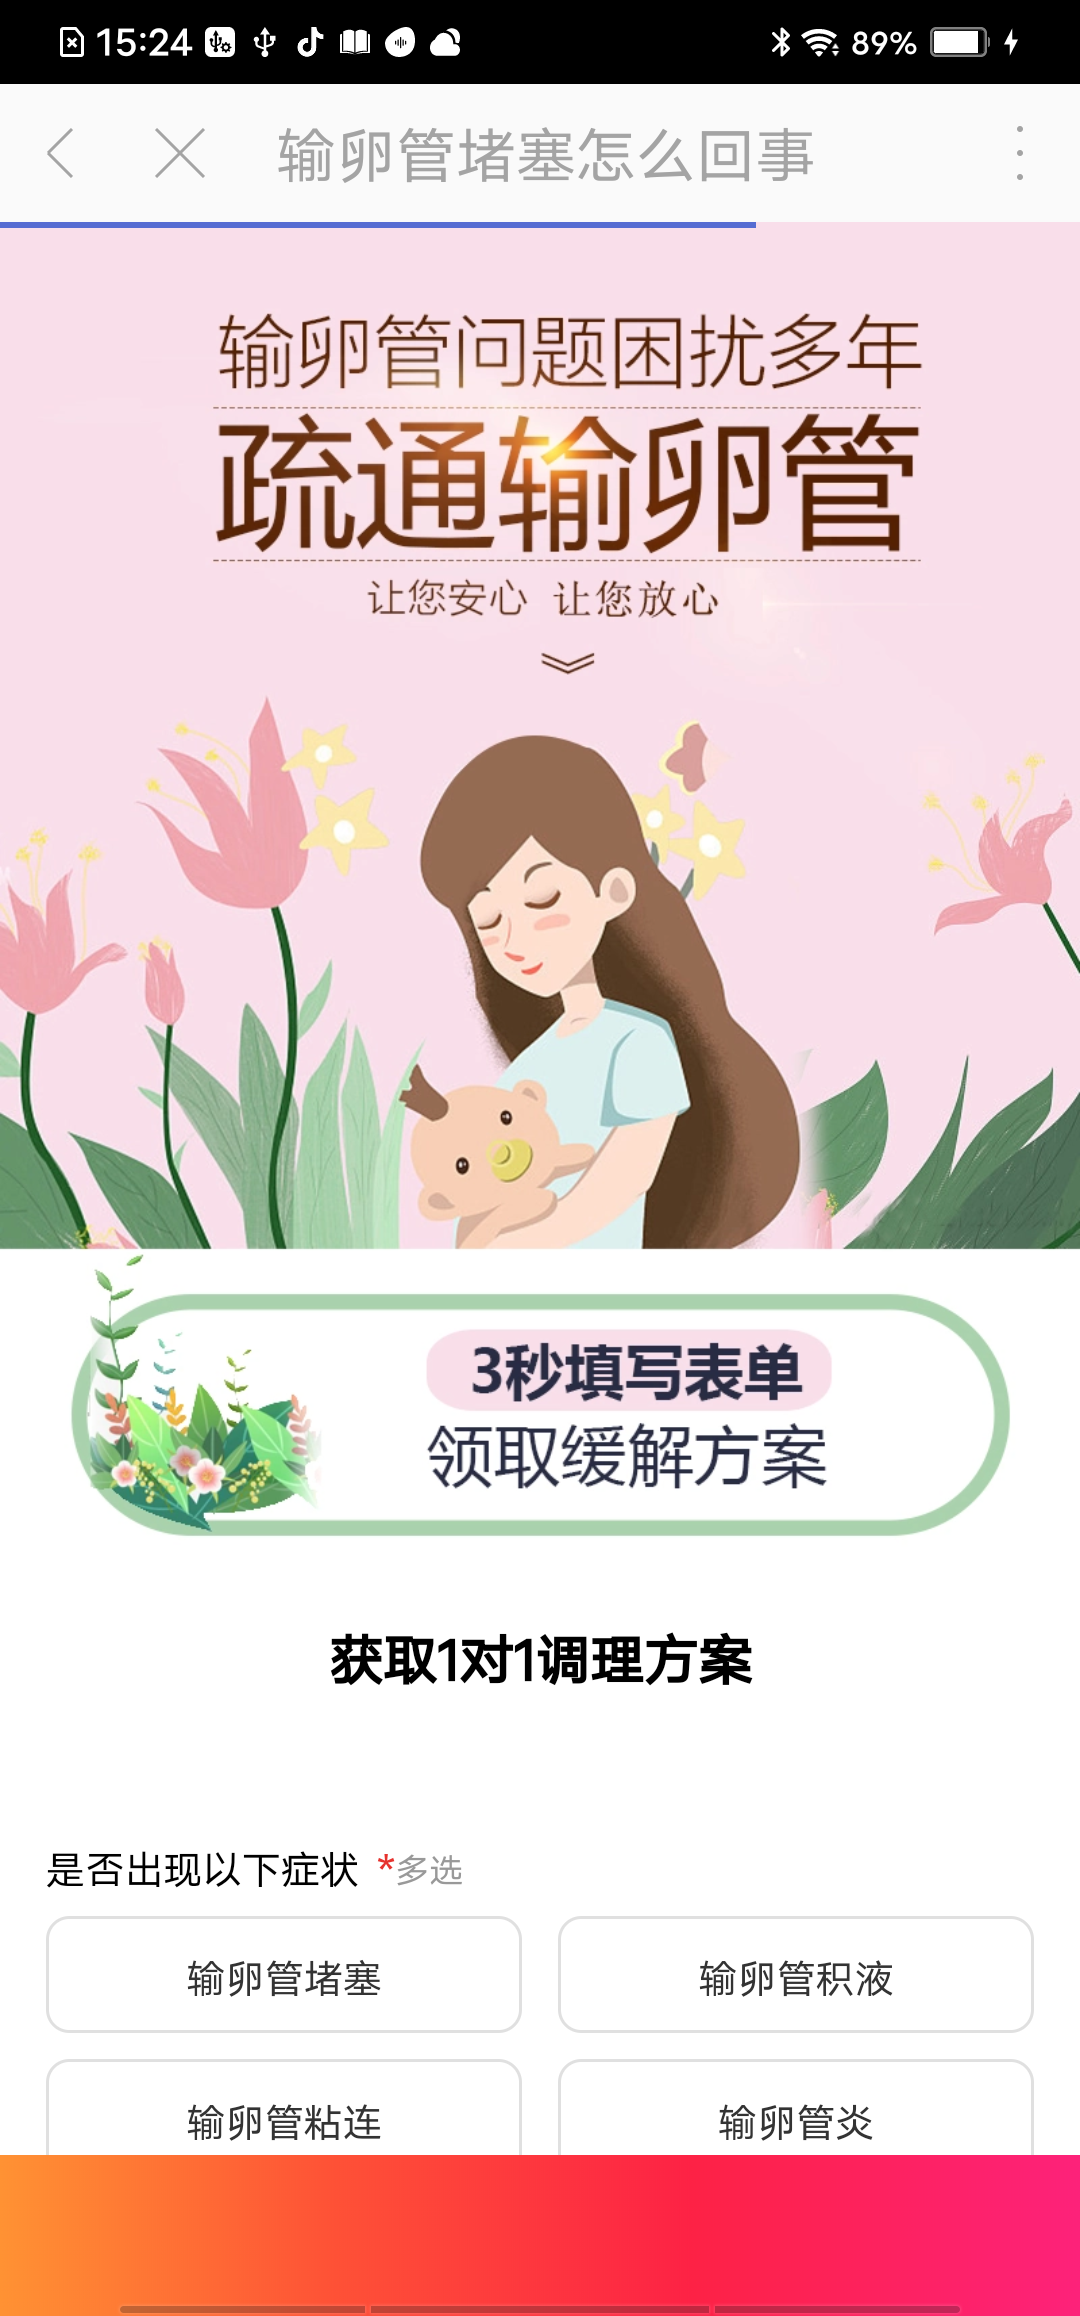 15:24
89%
输卵管堵塞怎么回事
输卵管问题困扰多年
疏通输卵管
让您安心 让您放心
3秒填写表单
领取缓解方案
获取1对1调理方案
是否出现以下症状 *多选
输卵管堵塞
输卵管积液
输卵管粘连
输卵管炎